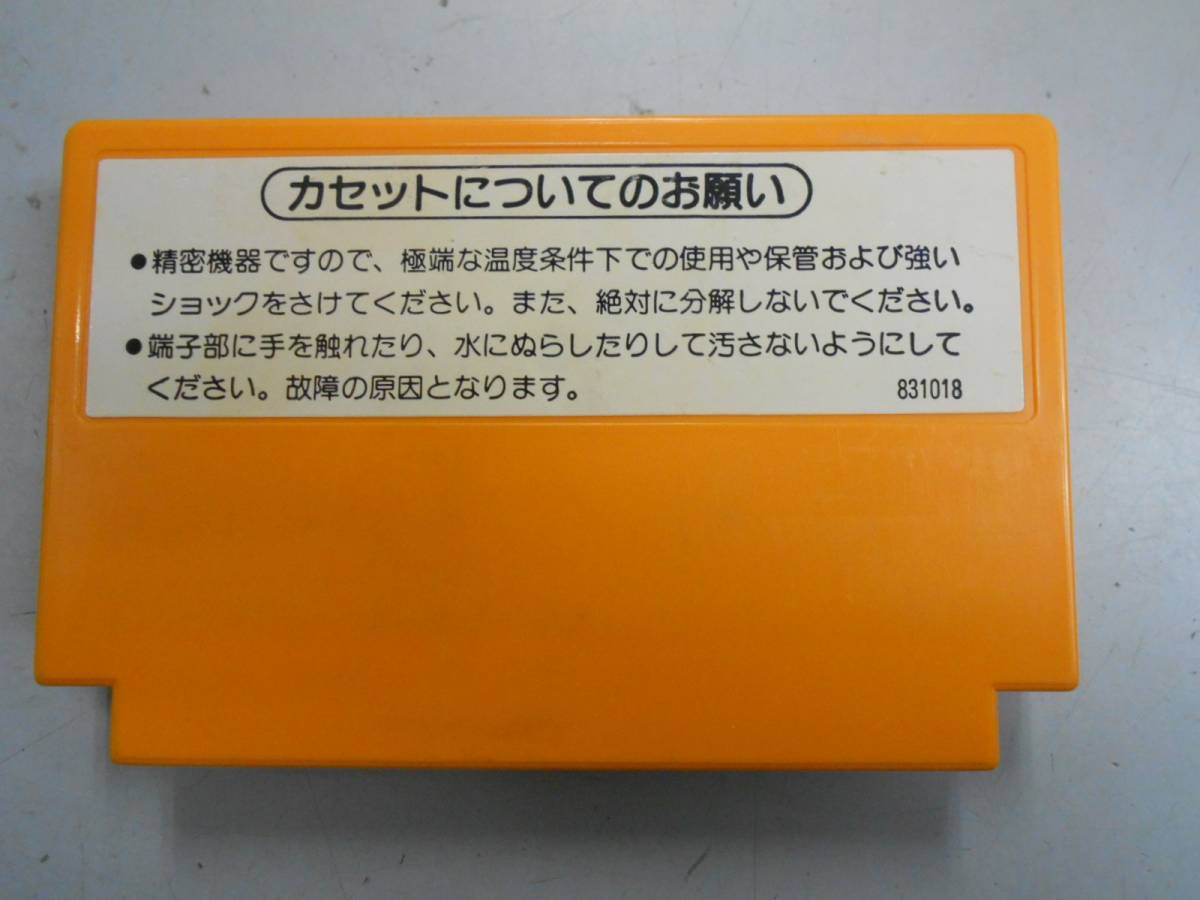 カセットについてのお願い
●精密機器ですので、極端な温度条件下での使用や保管および強い
ショックをさけてください。また、絶対に分解しないでください。
●端子部に手を触れたり、水にぬらしたりして汚さないようにして
ください。故障の原因となります。 831018